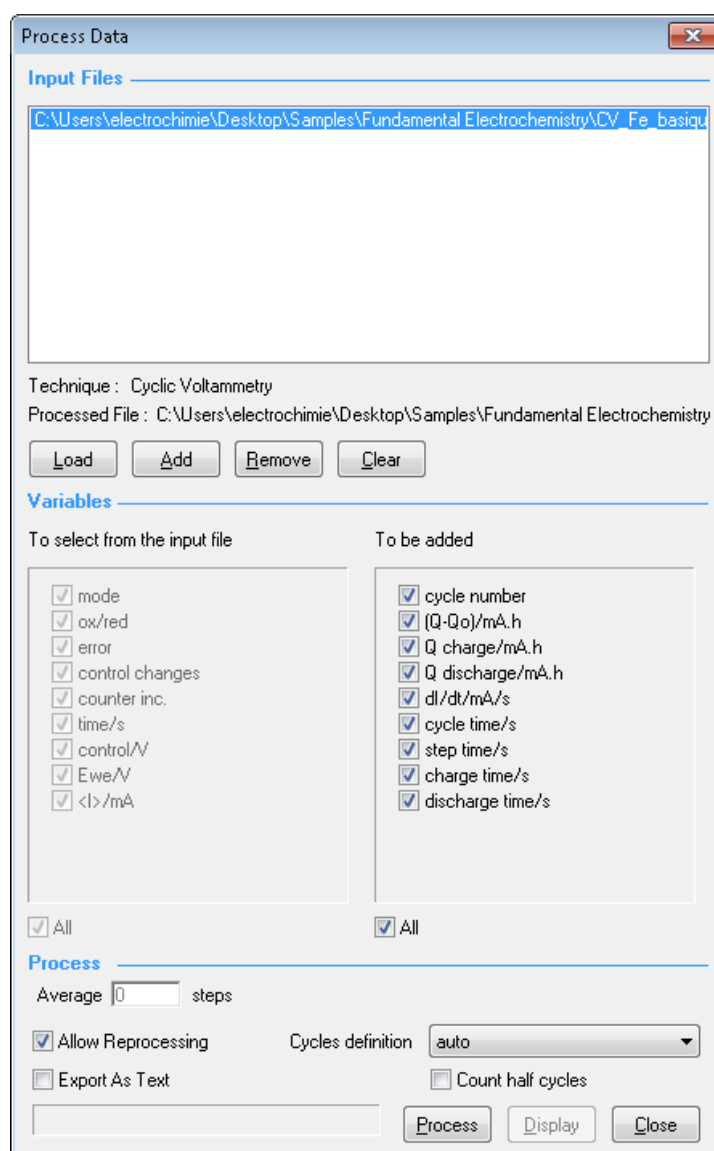 Process Data
Input Files
C:\Users\electrochimie\Desktop\Samples\Fundamental Electrochemistry\CV_Fe_basiqu
Technique : Cyclic Voltammetry
Processed File : C:\Users\electrochimie\Desktop\Samples\Fundamental Electrochemistry
Load Add Remove Clear
Variables
To select from the input file To be added
mode cycle number
ox/red (Q-Qo)/mA.h
error Q charge/mA.h
control changes Q discharge/mA.h
counter inc. dI/dt/mA/s
time/s cycle time/s
control/V step time/s
Ewe/V charge time/s
<I>/mA discharge time/s
All All
Process
Average 0 steps
Allow Reprocessing Cycles definition auto
Export As Text Count half cycles
Process Display Close